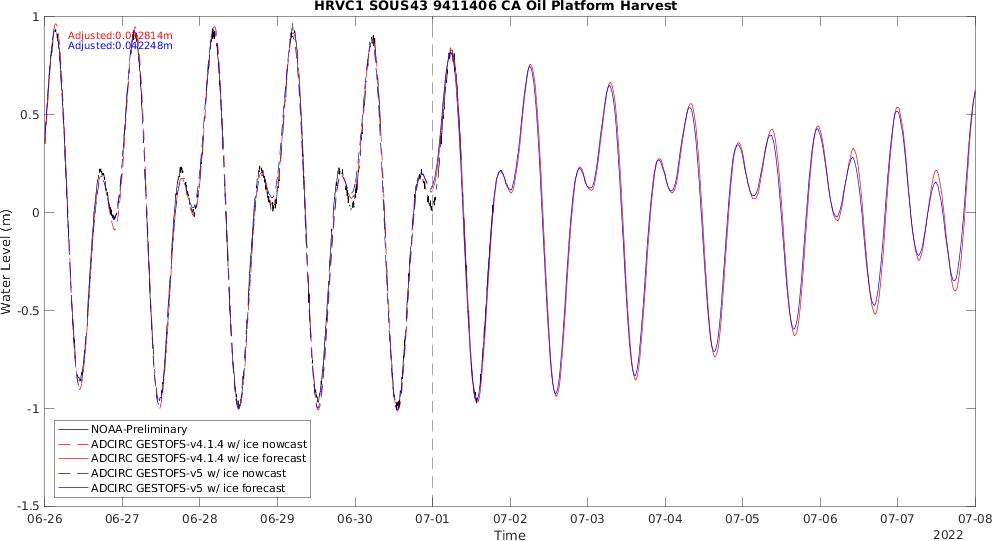 HRVC1 SOUS43 9411406 CA Oil Platform Harvest
Adjusted:0.032814m
Adjusted:0.042248m
Water Level (m)
1
0.5
0
-0.5
-1
-1.5
NOAA-Preliminary
ADCIRC GESTOFS-v4.1.4 w/ ice nowcast
ADCIRC GESTOFS-v4.1.4 w/ ice forecast
ADCIRC GESTOFS-v5 w/ ice nowcast
ADCIRC GESTOFS-v5 w/ ice forecast
06-26 06-27 06-28 06-29 06-30 07-01 07-02 07-03 07-04 07-05 07-06 07-07 07-08
Time
2022